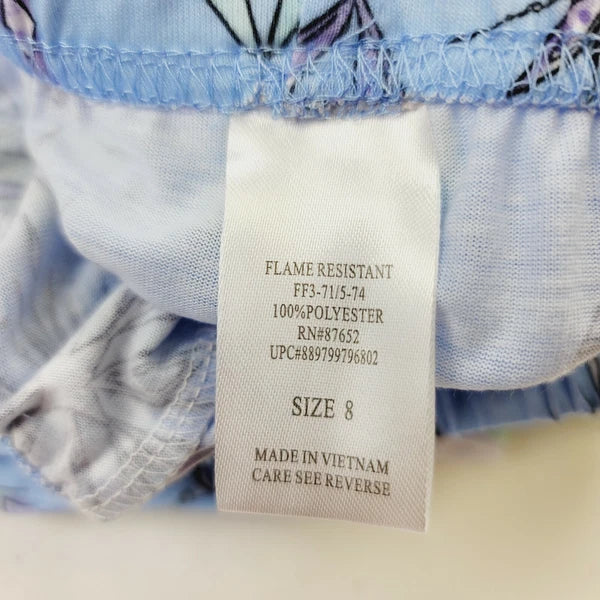 FLAME RESISTANT
FF3-71/5-74
100%POLYESTER
RN#87652
UPC#889799796802
SIZE 8
MADE IN VIETNAM
CARE SEE REVERSE